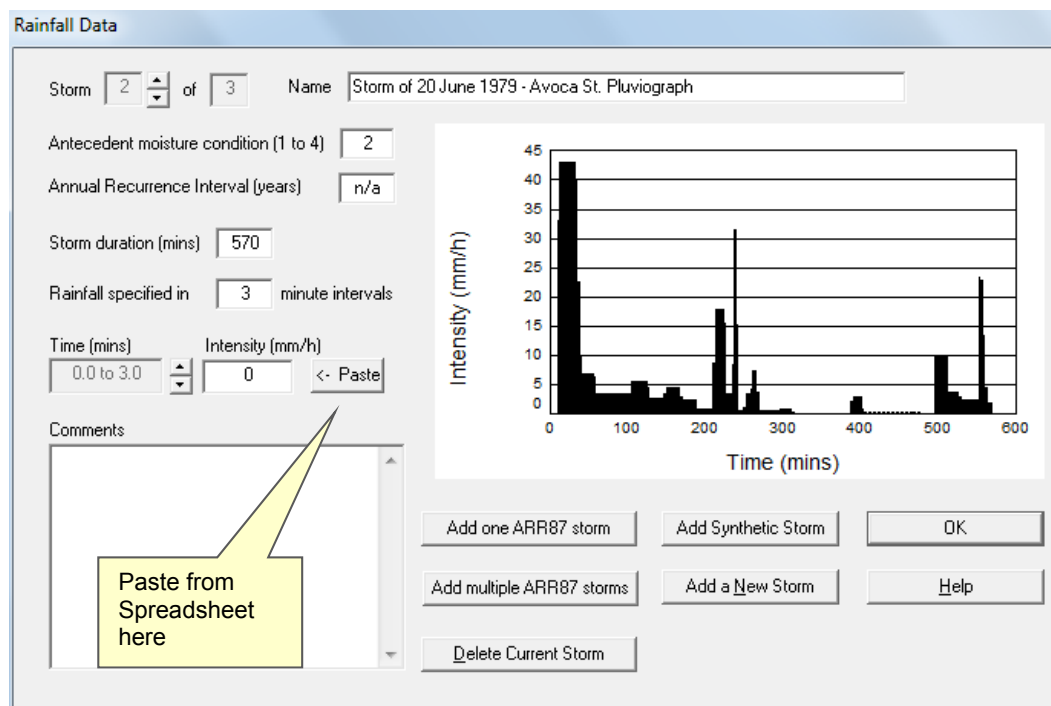 Rainfall Data
Storm 2 of 3 Name Storm of 20 June 1979 - Avoca St. Pluviograph
Antecedent moisture condition (1 to 4) 2
Annual Recurrence Interval (years) n/a
Storm duration (mins) 570
Rainfall specified in 3 minute intervals
Time (mins) Intensity (mm/h)
0.0 to 3.0 0 <- Paste
Comments
Paste from
Spreadsheet
here
Intensity (mm/h)
45
40
35
30
25
20
15
10
5
0
0 100 200 300 400 500 600
Time (mins)
Add one ARR87 storm Add Synthetic Storm OK
Add multiple ARR87 storms Add a New Storm Help
Delete Current Storm